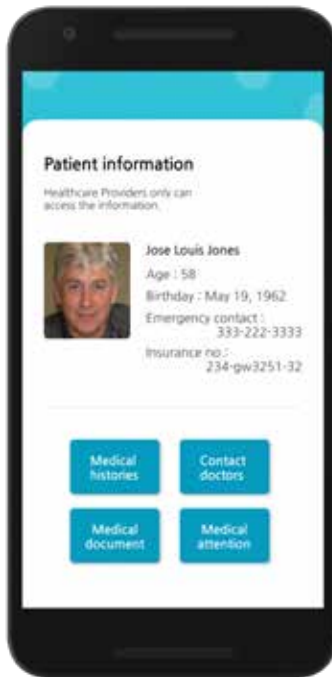 Patient information
Healthcare Providers only can
access the information.
Jose Louis Jones
Age : 58
Birthday : May 19, 1962
Emergency contact :
333-222-3333
Insurance no.:
234-gw3251-32
Medical
histories
Contact
doctors
Medical
document
Medical
attention